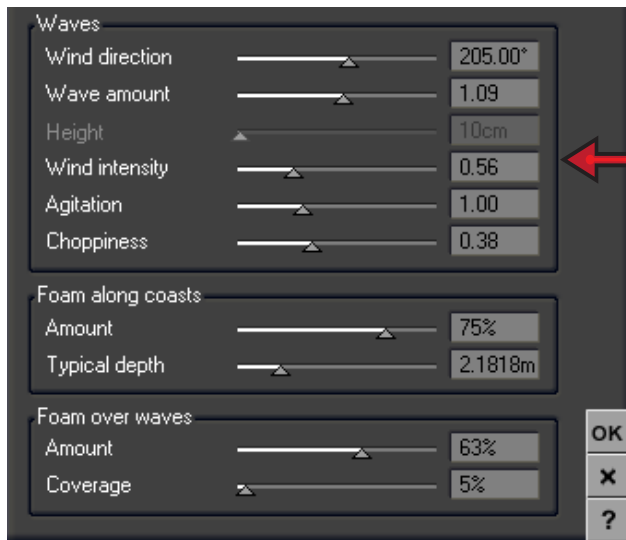 Waves
Wind direction 205.00°
Wave amount 1.09
Height 10cm
Wind intensity 0.56
Agitation 1.00
Choppiness 0.38
Foam along coasts
Amount 75%
Typical depth 2.1818m
Foam over waves
Amount 63%
Coverage 5%
OK
×
?